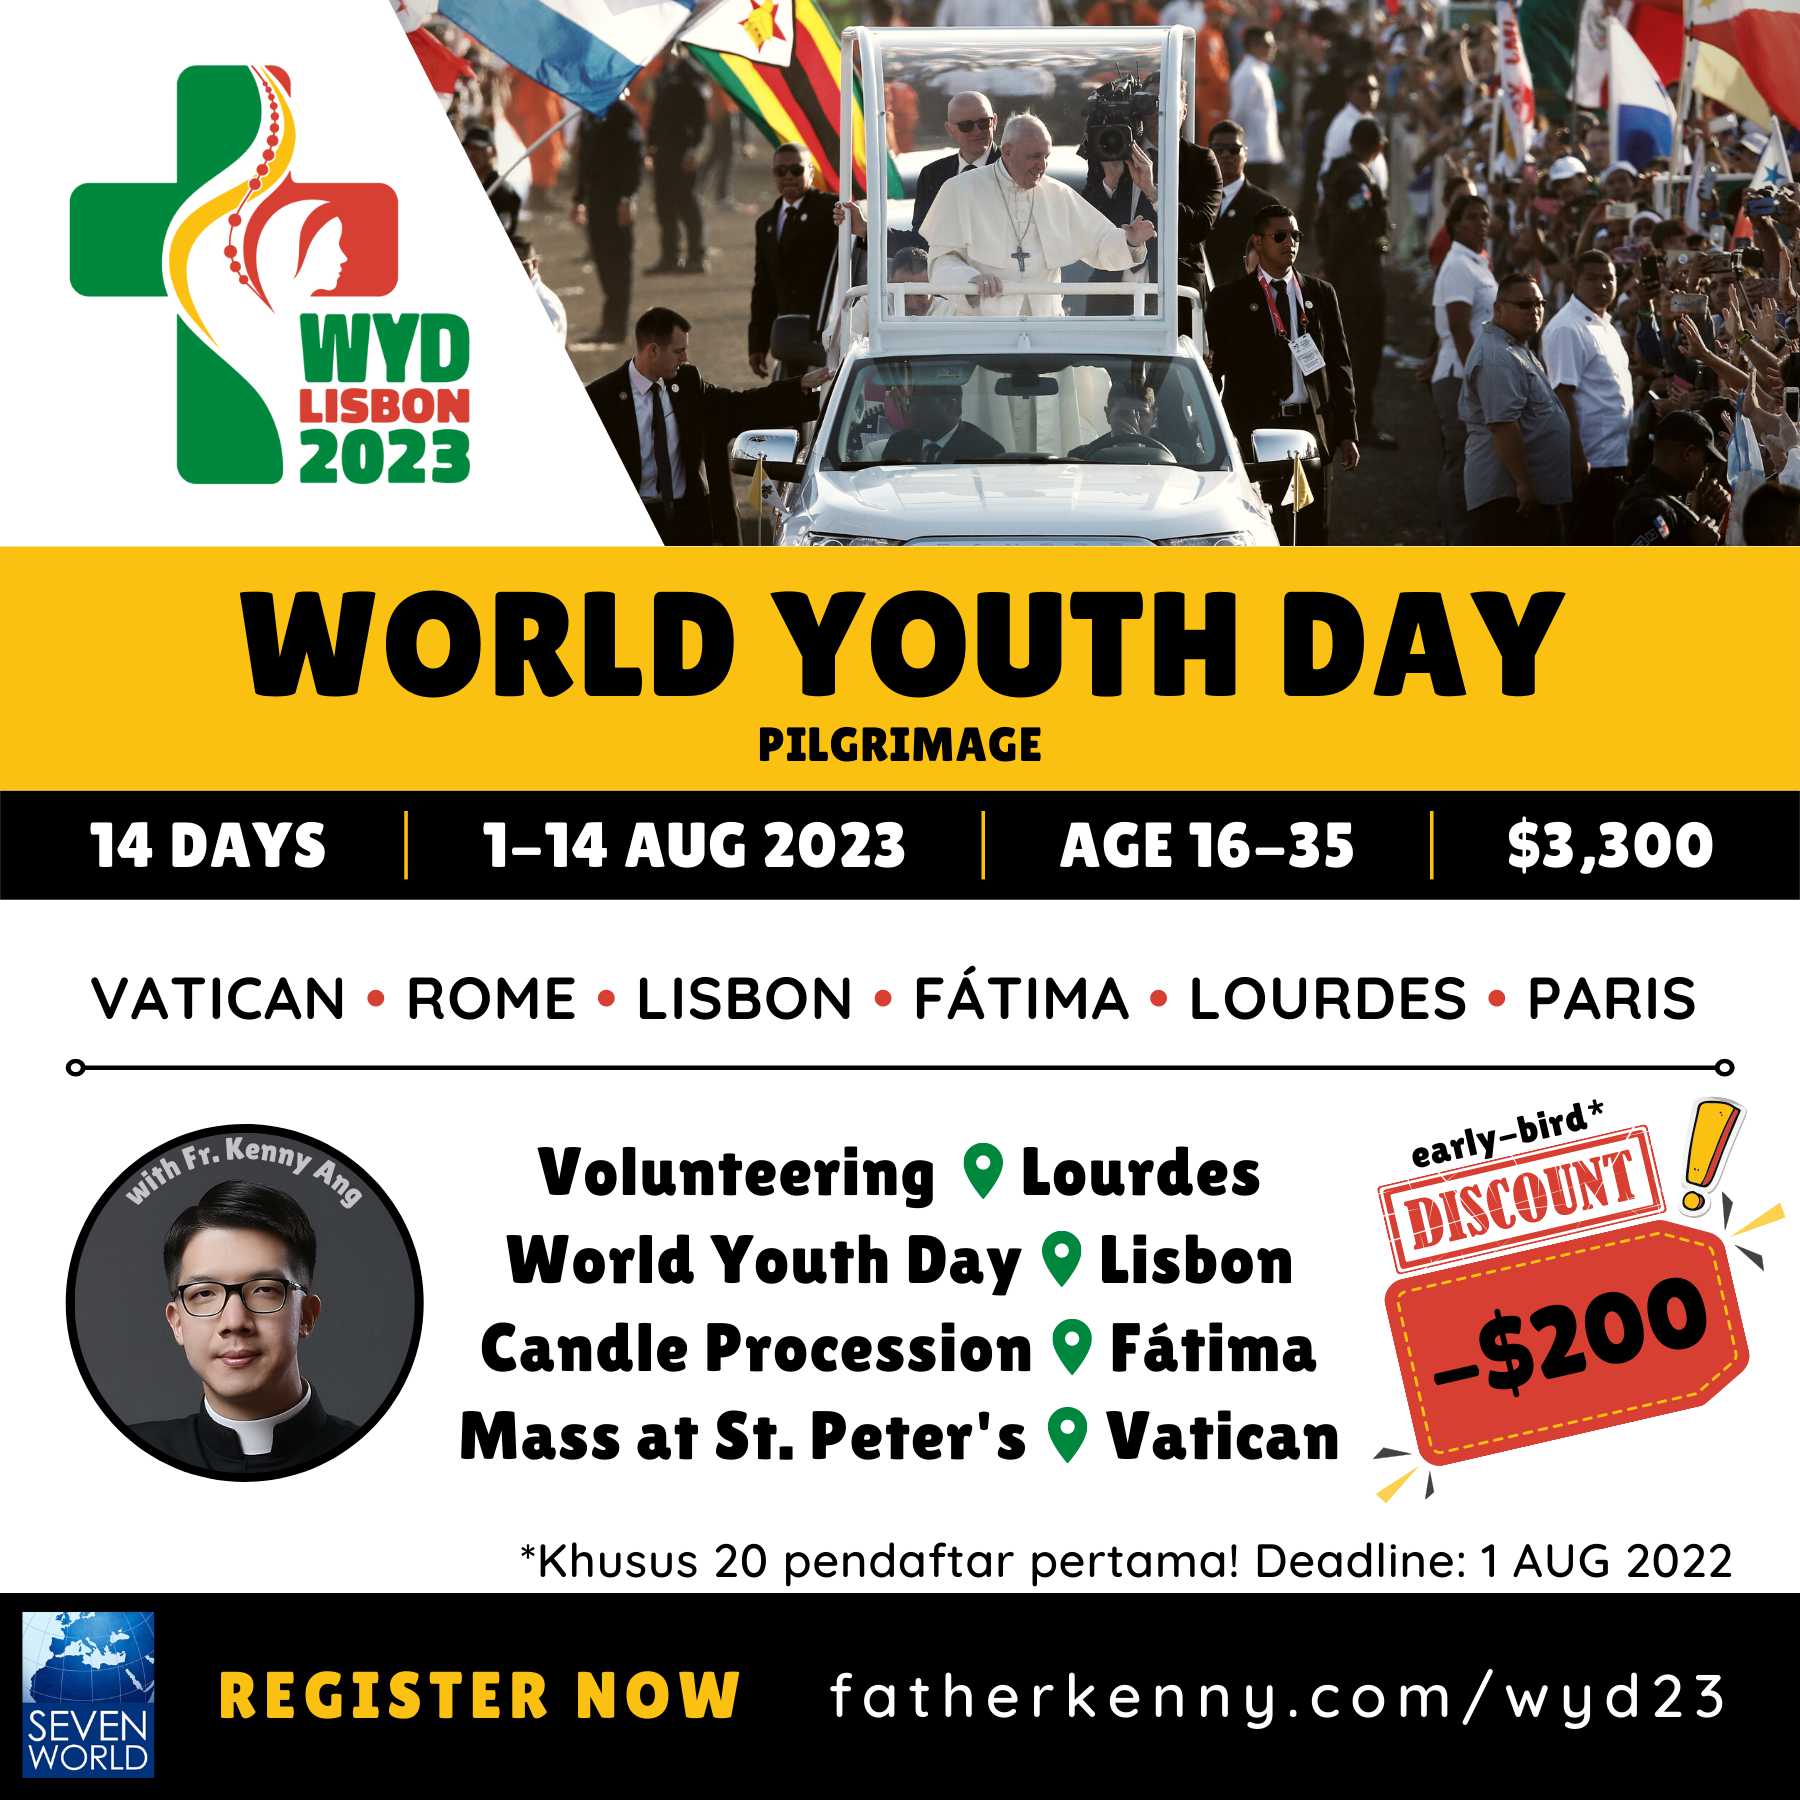 WYD
LISBON
2023
WORLD YOUTH DAY
PILGRIMAGE
14 DAYS | 1-14 AUG 2023 | AGE 16-35 | $3,300
VATICAN • ROME • LISBON • FÁTIMA • LOURDES • PARIS
with Fr. Kenny Ang
Volunteering Lourdes
World Youth Day Lisbon
Candle Procession Fátima
Mass at St. Peter's Vatican
early-bird*
DISCOUNT
-$200
*Khusus 20 pendaftar pertama! Deadline: 1 AUG 2022
SEVEN
WORLD
REGISTER NOW fatherkenny.com/wyd23